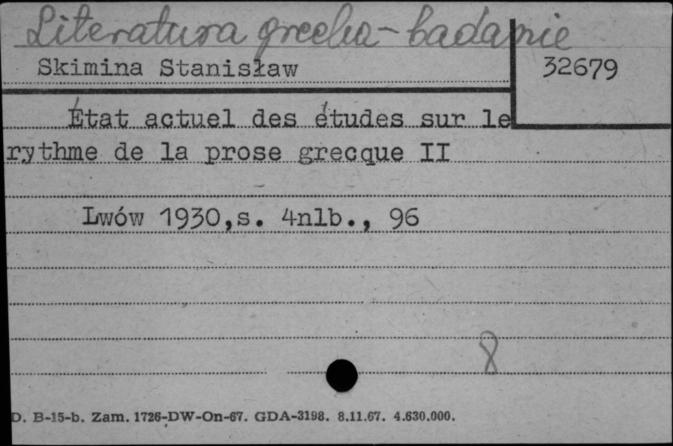 Literatura grecka - badanie
Skimina Stanisław
32679
État actuel des études sur le
rythme de la prose grecque II
Lwów 1930,s. 4nlb., 96
8
D. B-15-b. Zam. 1726-DW-On-67. GDA-3198. 8.11.67. 4.630.000.